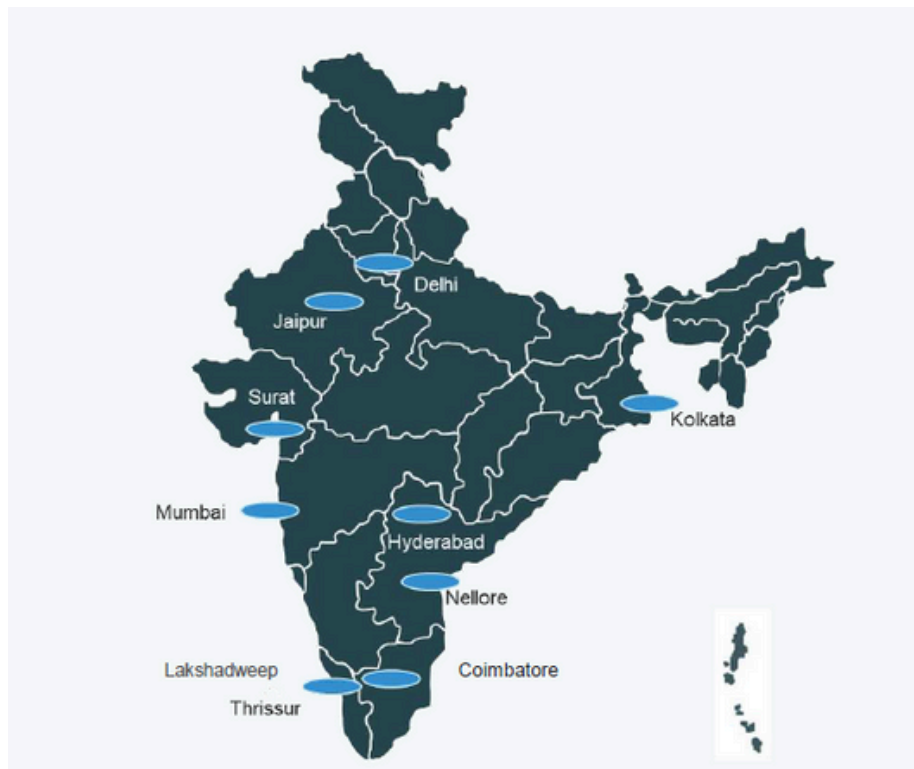 Delhi
Jaipur
Surat
Kolkata
Mumbai
Hyderabad
Nellore
Lakshadweep
Coimbatore
Thrissur